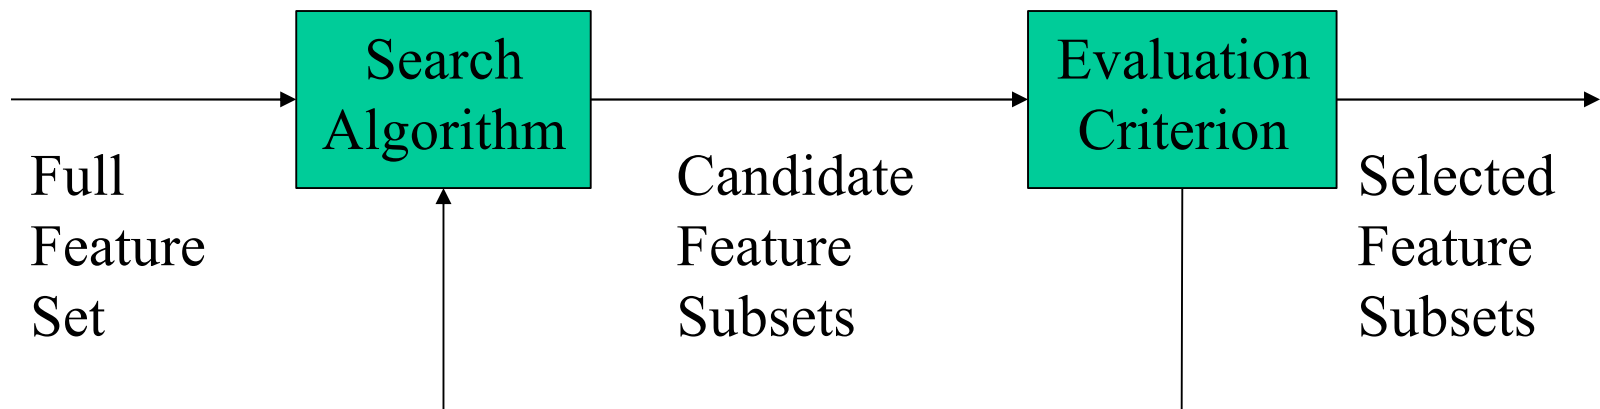 Search
Algorithm
Evaluation
Criterion
Full
Feature
Set
Candidate
Feature
Subsets
Selected
Feature
Subsets